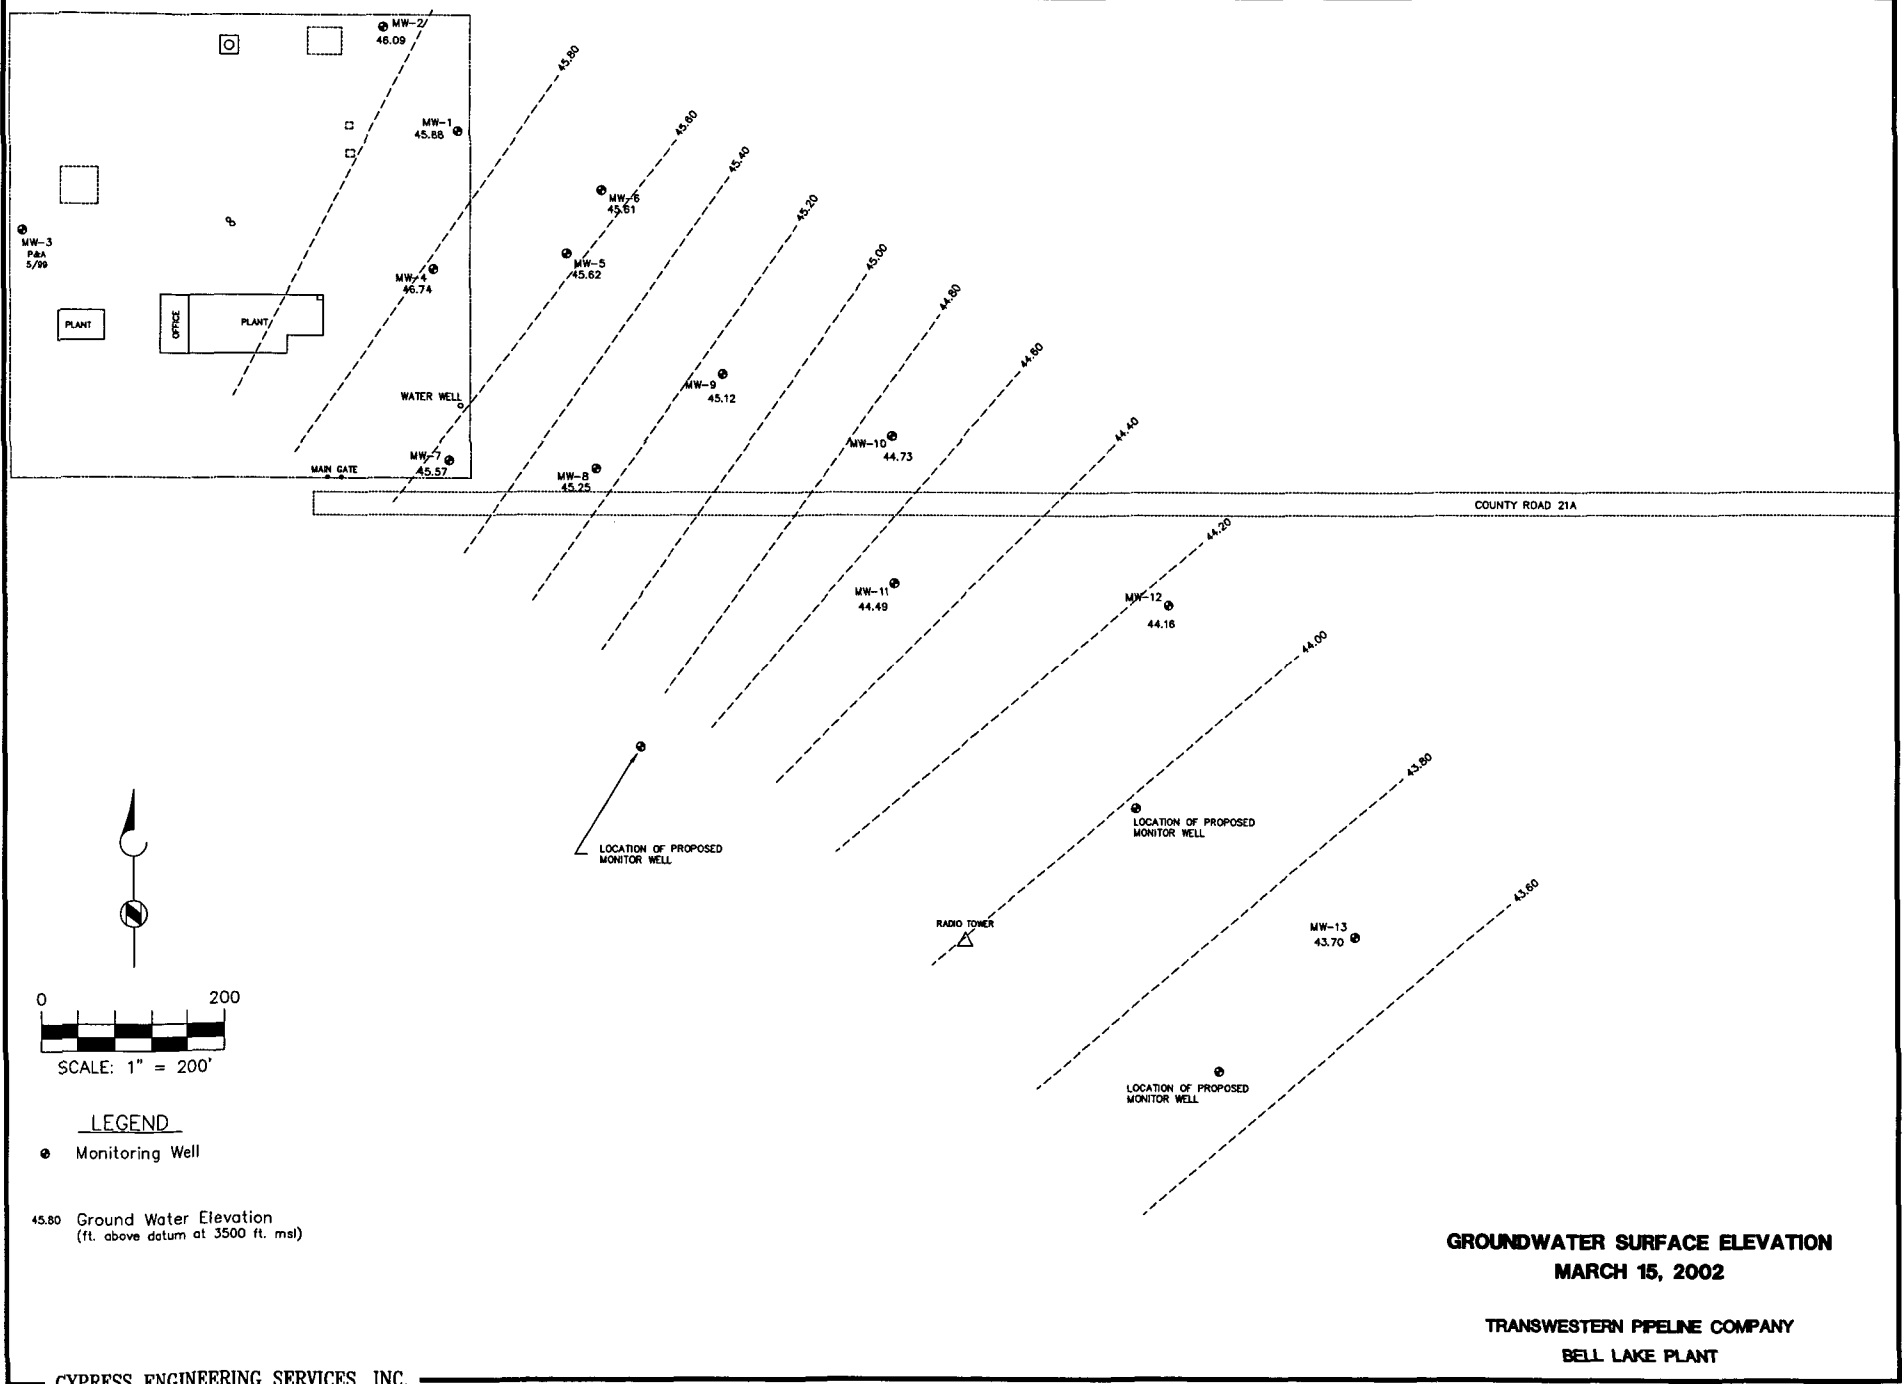 MW-2
46.09
45.80
MW-1
45.88
45.60
45.40
MW-6
45.61
45.20
MW-3
P&A
5/99
45.00
MW-5
45.62
MW-4
46.74
44.80
PLANT
OFFICE
PLANT
44.60
MW-9
45.12
WATER WELL
44.40
MW-10
44.73
MW-7
45.57
MAIN GATE
MW-8
45.25
COUNTY ROAD 21A
44.20
MW-11
44.49
MW-12
44.16
44.00
43.80
LOCATION OF PROPOSED
MONITOR WELL
LOCATION OF PROPOSED
MONITOR WELL
43.60
RADIO TOWER
MW-13
43.70
0 200
SCALE: 1" = 200'
LOCATION OF PROPOSED
MONITOR WELL
LEGEND
Monitoring Well
45.80 Ground Water Elevation
(ft. above datum at 3500 ft. msl)
GROUNDWATER SURFACE ELEVATION
MARCH 15, 2002
TRANSWESTERN PIPELINE COMPANY
BELL LAKE PLANT
CYPRESS ENGINEERING SERVICES, INC.